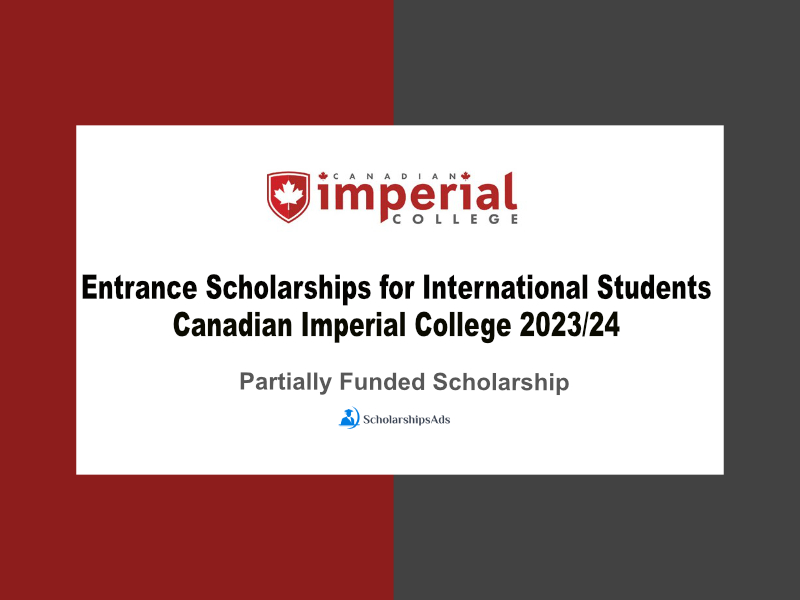 CANADIAN
imperial
COLLEGE
Entrance Scholarships for International Students
Canadian Imperial College 2023/24
Partially Funded Scholarship
ScholarshipsAds